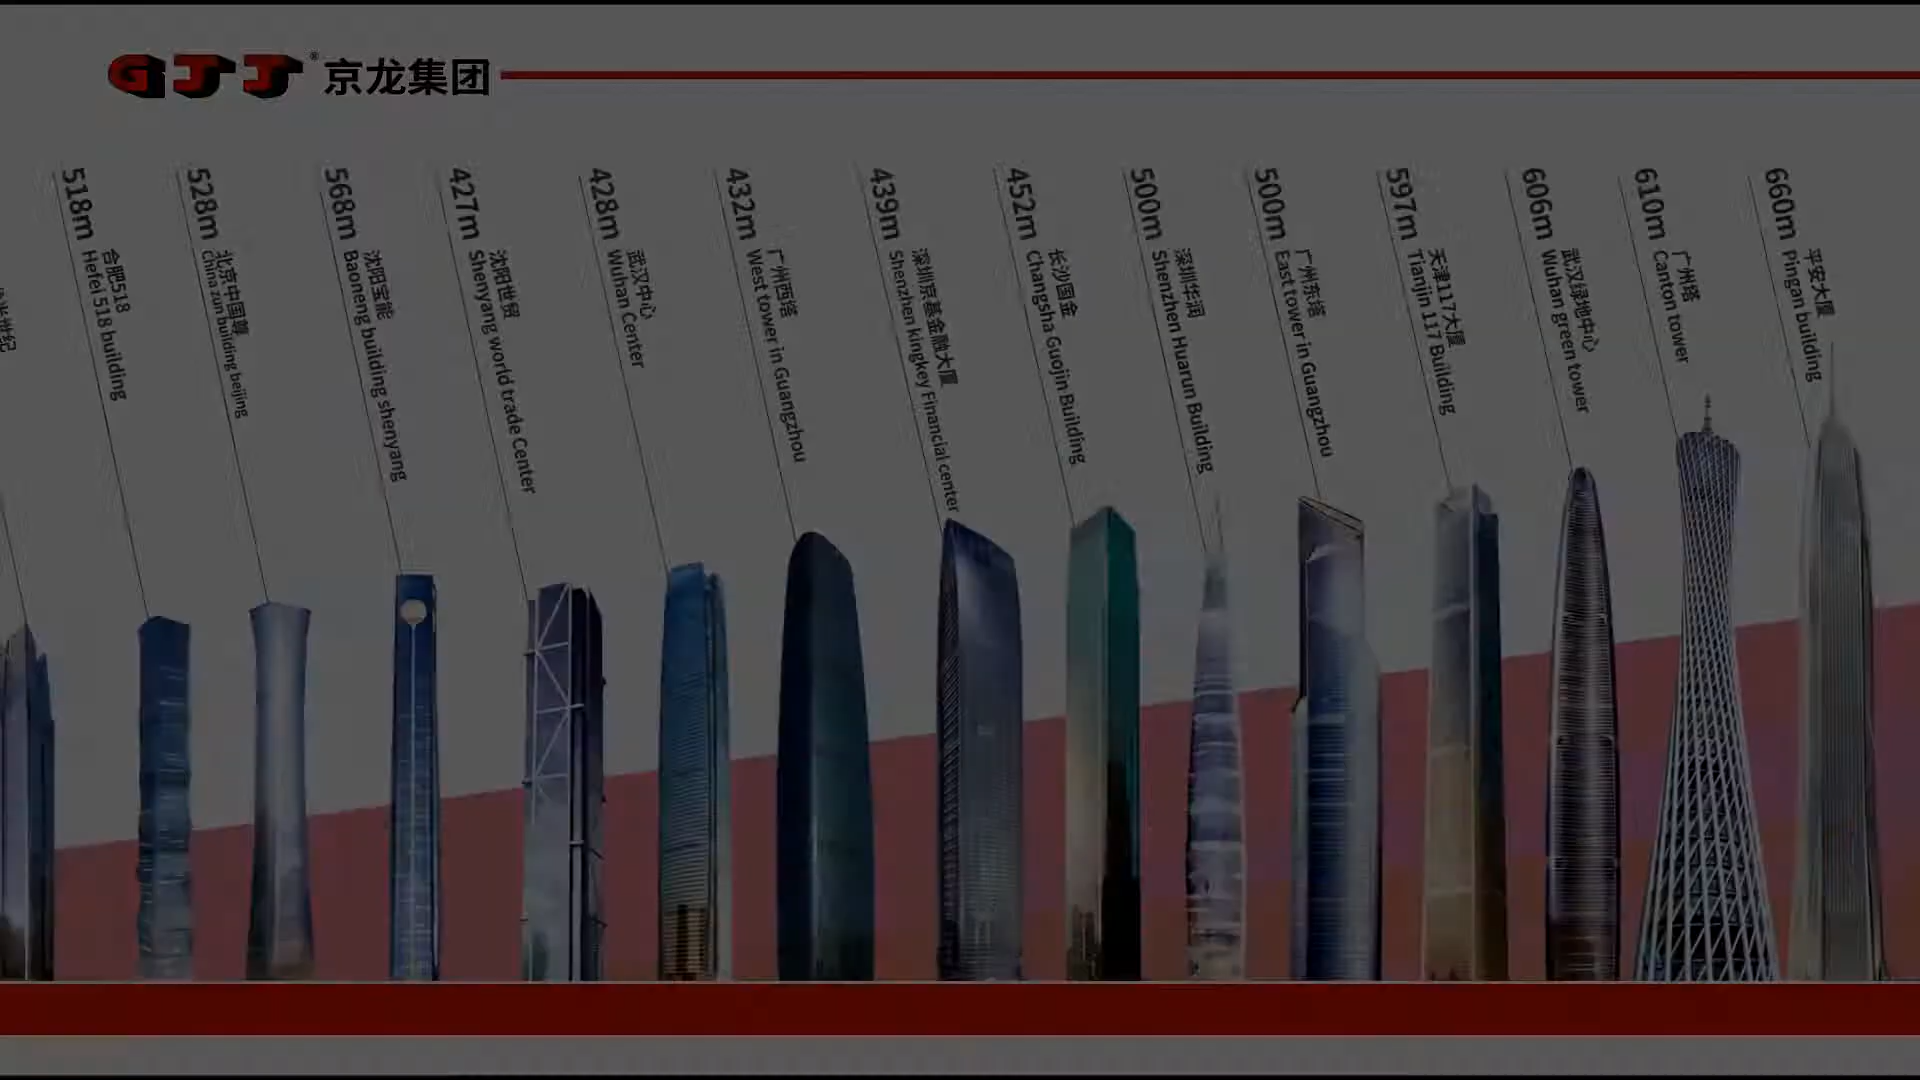 GJJ® 京龙集团
518m
合肥518
Hefei 518 building
528m
北京中国尊
China zun building beijing
568m
沈阳宝能
Baoneng building shenyang
427m
沈阳世贸
Shenyang world trade Center
428m
武汉中心
Wuhan Center
432m
广州西塔
West tower in Guangzhou
439m
深圳京基金融大厦
Shenzhen kingkey Financial center
452m
长沙国金
Changsha Guojin Building
500m
深圳华润
Shenzhen Huarun Building
500m
广州东塔
East tower in Guangzhou
597m
天津117大厦
Tianjin 117 Building
606m
武汉绿地中心
Wuhan green tower
610m
广州塔
Canton tower
660m
平安大厦
Pingan building